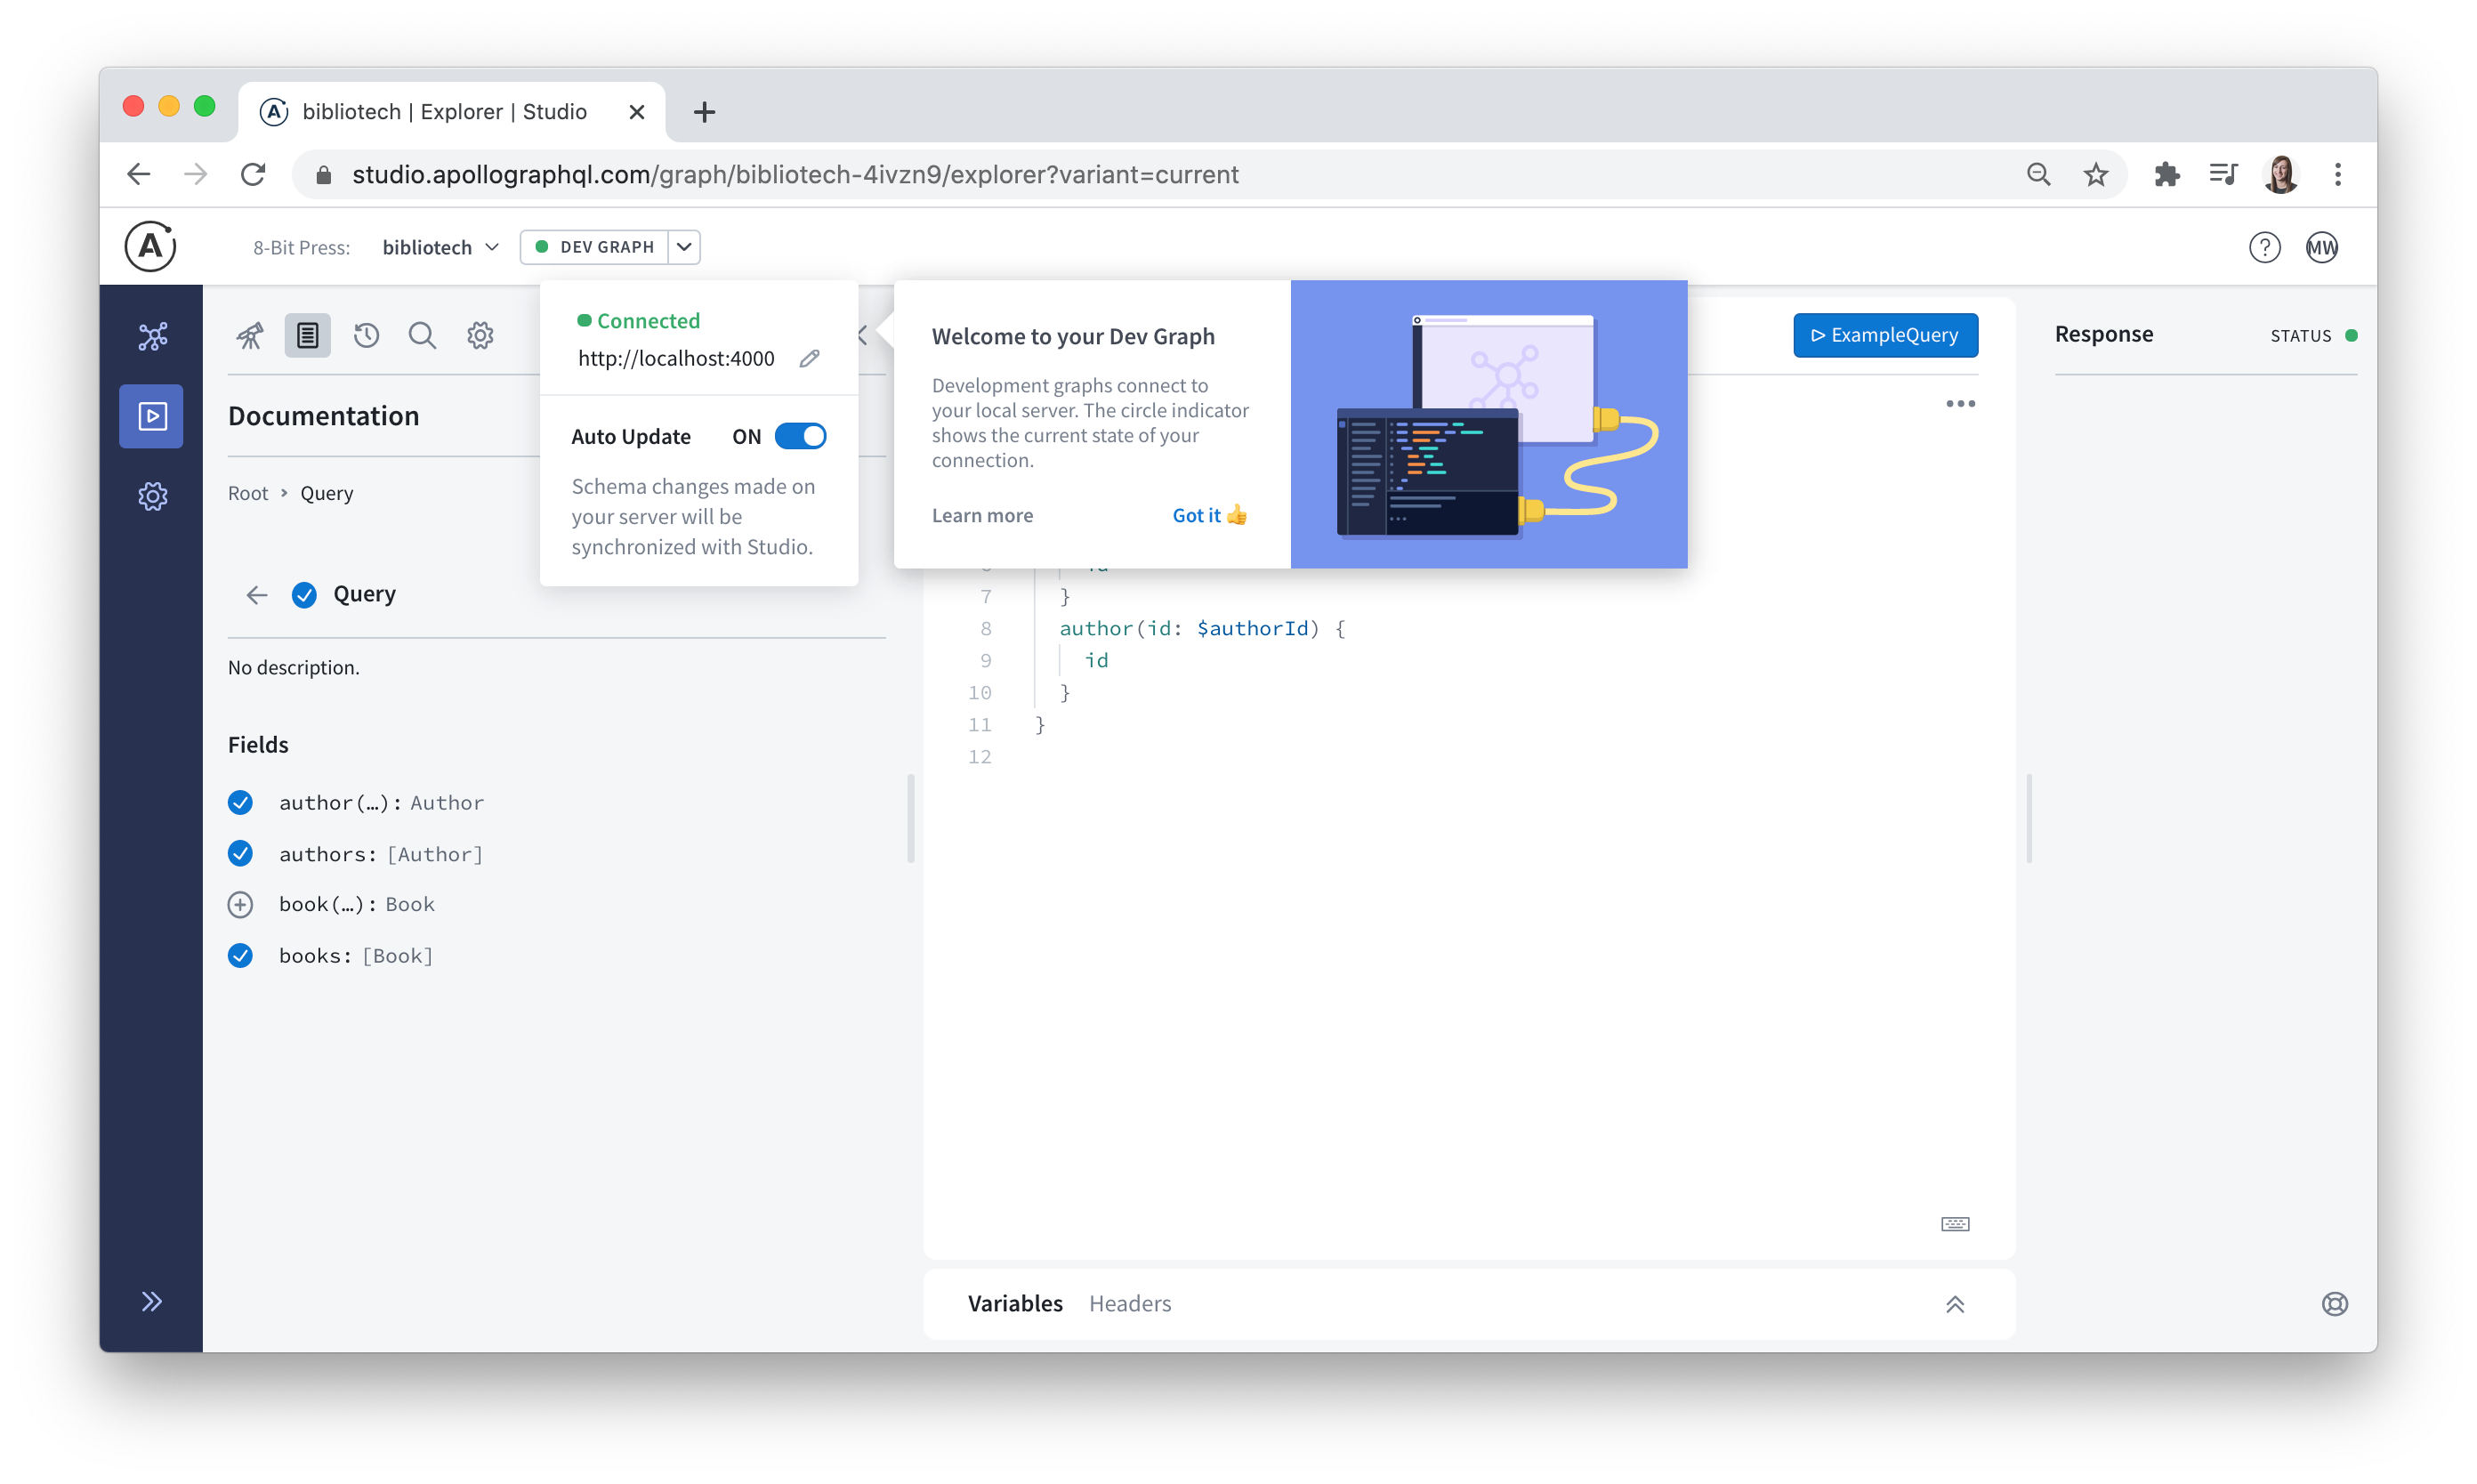 bibliotech | Explorer | Studio
studio.apollographql.com/graph/bibliotech-4ivzn9/explorer?variant=current
8-Bit Press:
bibliotech
DEV GRAPH
MW
Connected
http://localhost:4000
Auto Update ON
Schema changes made on
your server will be
synchronized with Studio.
Welcome to your Dev Graph
Development graphs connect to
your local server. The circle indicator
shows the current state of your
connection.
Learn more
Got it 👍
ExampleQuery
Response
STATUS
Documentation
Root > Query
Query
No description.
Fields
author(…): Author
authors: [Author]
book(…): Book
books: [Book]
7 }
8 author(id: $authorId) {
9 id
10 }
11 }
12
Variables
Headers